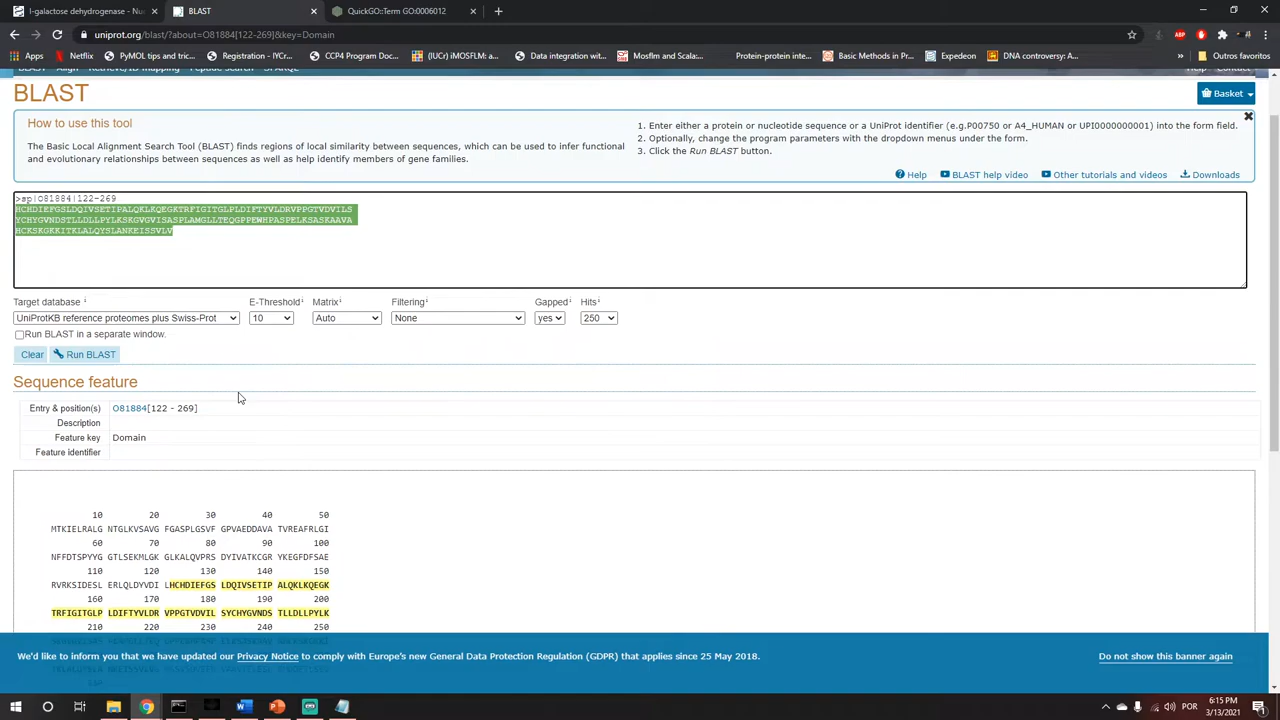 l-galactose dehydrogenase - Nu
BLAST
QuickGO::Term GO:0006012
uniprot.org/blast/?about=O81884[122-269]&key=Domain
Apps
Netflix
PyMOL tips and tric...
Registration - IYC...
CCP4 Program Doc...
{IUCr} iMOSFLM: a...
Data integration wi...
Mosflm and Scala:...
Protein-protein inte...
Basic Methods in P...
Expedeon
DNA controversy: A...
Outros favoritos
BLAST
Basket
How to use this tool
The Basic Local Alignment Search Tool (BLAST) finds regions of local similarity between sequences, which can be used to infer functional
and evolutionary relationships between sequences as well as help identify members of gene families.
1. Enter either a protein or nucleotide sequence or a UniProt identifier (e.g.P00750 or A4_HUMAN or UPI0000000001) into the form field.
2. Optionally, change the program parameters with the dropdown menus under the form.
3. Click the Run BLAST button.
Help
BLAST help video
Other tutorials and videos
Downloads
>sp|O81884|122-269
HCHDIEFGSLDQIVSETIPALQKLKQEGKTRFIGITGLPLDIFTYVLDRVPPGTVDVILS
YCHYGVNDSTLLDLLPYLKSKGVGVISASPLAMGLLTEQGPPEWHPASPELKSASKAAVA
HCKSKGKKITKLALQYSLANKEISSVLV
Target database
E-Threshold
Matrix
Filtering
Gapped
Hits
UniProtKB reference proteomes plus Swiss-Prot
10
Auto
None
yes
250
Run BLAST in a separate window.
Clear
Run BLAST
Sequence feature
Entry & position(s) O81884[122 - 269]
Description
Feature key Domain
Feature identifier
10 20 30 40 50
MTKIELRALG NTGLKVSAVG FGASPLGSVF GPVAEDDAVA TVREAFRLGI
60 70 80 90 100
NFFDTSPYYG GTLSEKMLGK GLKALQVPRS DYIVATKCGR YKEGFDFSAE
110 120 130 140 150
RVRKSIDESL ERLQLDYVDI LHCHDIEFGS LDQIVSETIP ALQKLKQEGK
160 170 180 190 200
TRFIGITGLP LDIFTYVLDR VPPGTVDVIL SYCHYGVNDS TLLDLLPYLK
210 220 230 240 250
We'd like to inform you that we have updated our Privacy Notice to comply with Europe's new General Data Protection Regulation (GDPR) that applies since 25 May 2018.
Do not show this banner again
POR
6:15 PM
3/13/2021